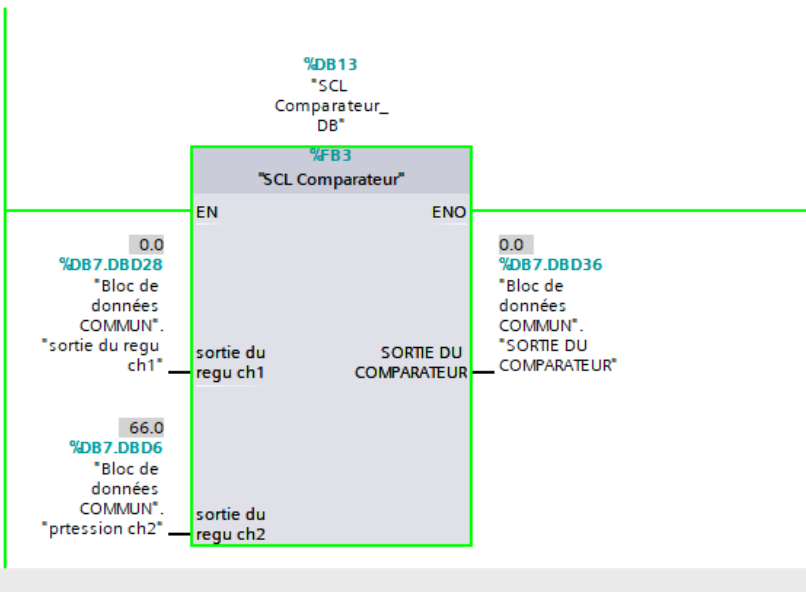 %DB13
"SCL
Comparateur_
DB"
%FB3
"SCL Comparateur"
EN
ENO
0.0
%DB7.DBD28
"Bloc de
données
COMMUN".
"sortie du regu
ch1"
sortie du
regu ch1
SORTIE DU
COMPARATEUR
0.0
%DB7.DBD36
"Bloc de
données
COMMUN".
"SORTIE DU
COMPARATEUR"
66.0
%DB7.DBD6
"Bloc de
données
COMMUN".
"prtession ch2"
sortie du
regu ch2